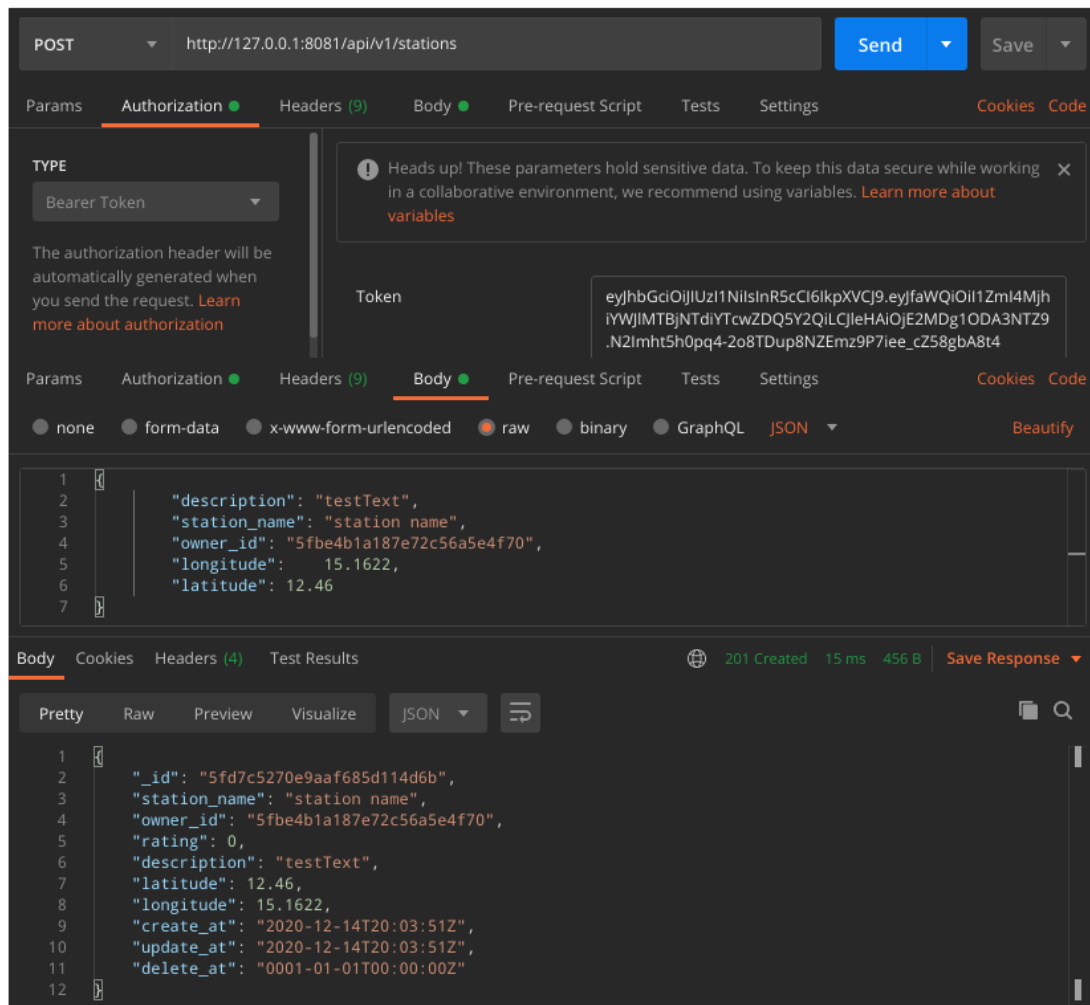 POST http://127.0.0.1:8081/api/v1/stations Send Save
Params Authorization Headers (9) Body Pre-request Script Tests Settings Cookies Code
TYPE
Bearer Token
The authorization header will be
automatically generated when
you send the request. Learn
more about authorization
Heads up! These parameters hold sensitive data. To keep this data secure while working
in a collaborative environment, we recommend using variables. Learn more about
variables
Token
eyJhbGciOiJIUzI1NiIsInR5cCI6IkpXVCJ9.eyJfaWQiOiI1ZmI4Mjh
iYWJlMTBjNTdiYTcwZDQ5Y2QiLCJleHAiOjE2MDg1ODA3NTZ9
.N2Imht5h0pq4-2o8TDup8NZEmz9P7iee_cZ58gbA8t4
Params Authorization Headers (9) Body Pre-request Script Tests Settings Cookies Code
none form-data x-www-form-urlencoded raw binary GraphQL JSON Beautify
1 {
2 "description": "testText",
3 "station_name": "station name",
4 "owner_id": "5fbe4b1a187e72c56a5e4f70",
5 "longitude": 15.1622,
6 "latitude": 12.46
7 }
Body Cookies Headers (4) Test Results 201 Created 15 ms 456 B Save Response
Pretty Raw Preview Visualize JSON
1 {
2 "_id": "5fd7c5270e9aaf685d114d6b",
3 "station_name": "station name",
4 "owner_id": "5fbe4b1a187e72c56a5e4f70",
5 "rating": 0,
6 "description": "testText",
7 "latitude": 12.46,
8 "longitude": 15.1622,
9 "create_at": "2020-12-14T20:03:51Z",
10 "update_at": "2020-12-14T20:03:51Z",
11 "delete_at": "0001-01-01T00:00:00Z"
12 }